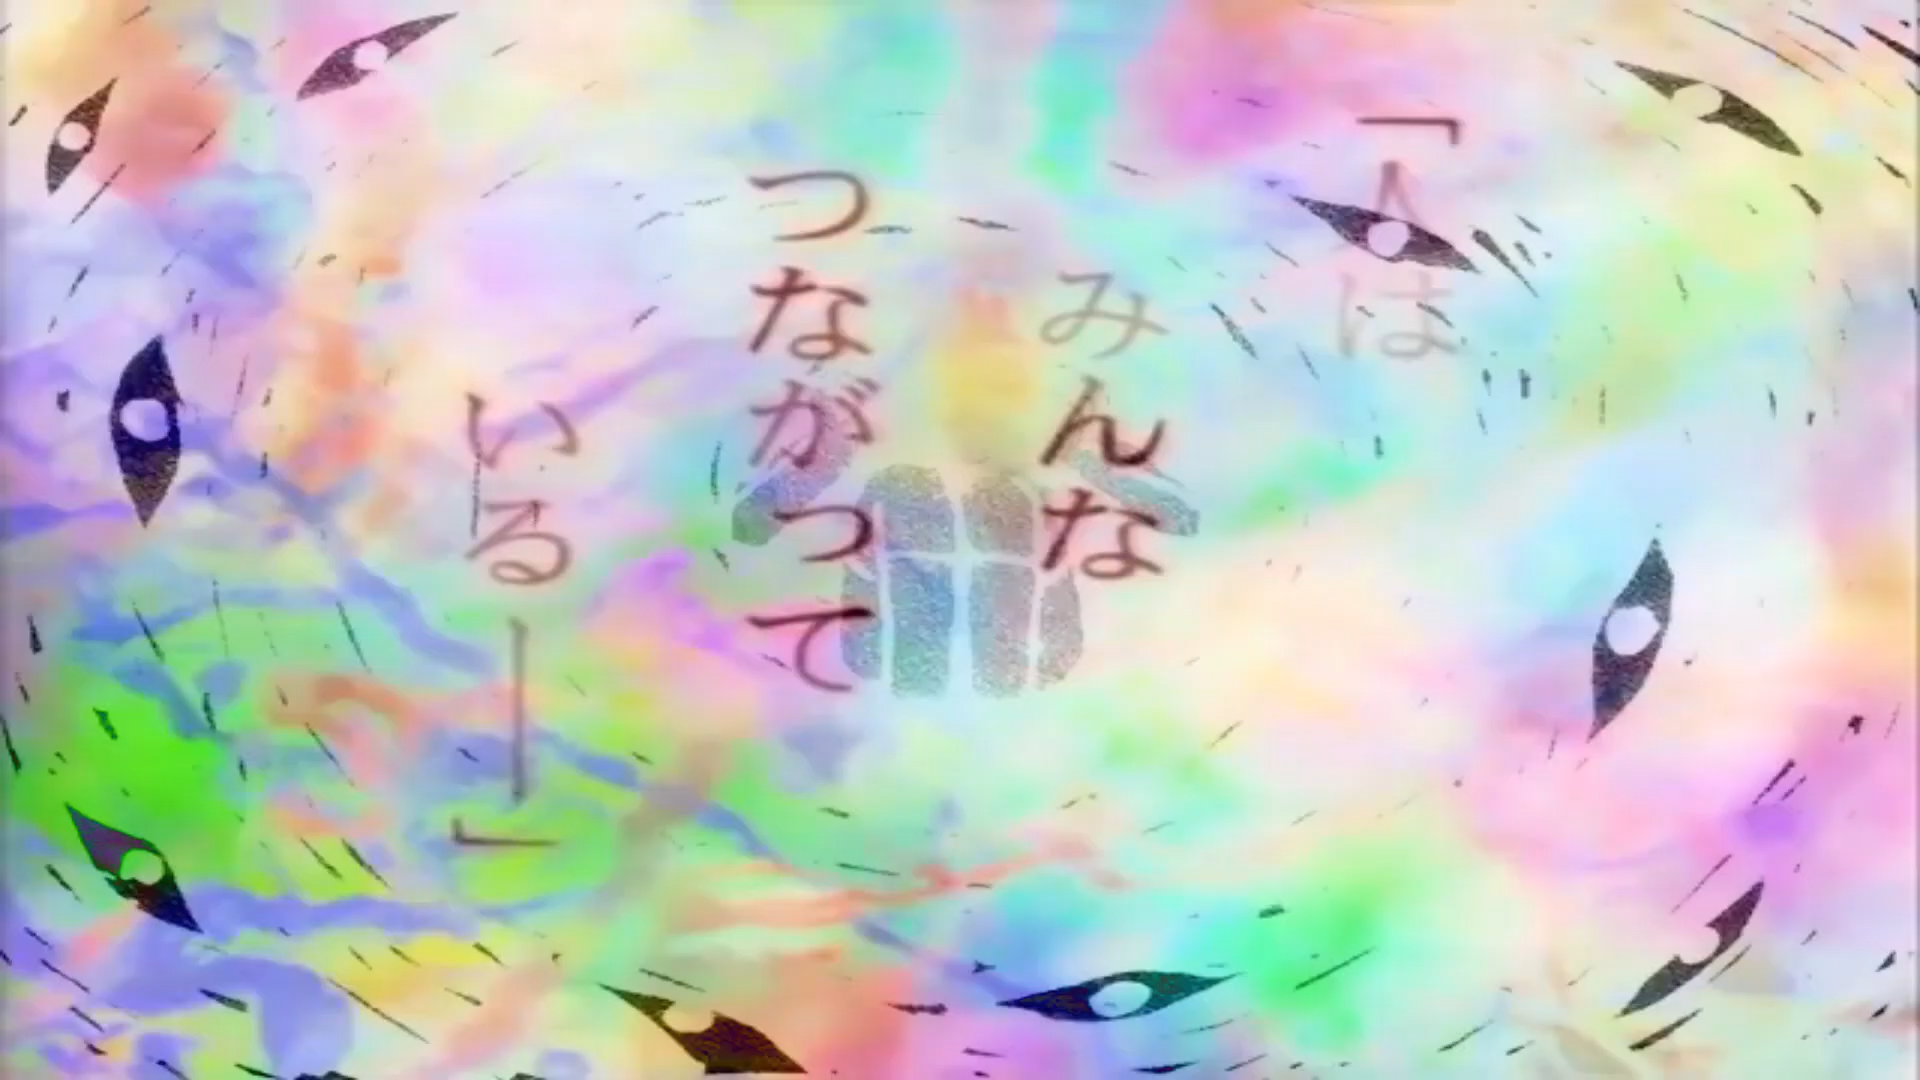 「人は
みんな
つながって
いる―」